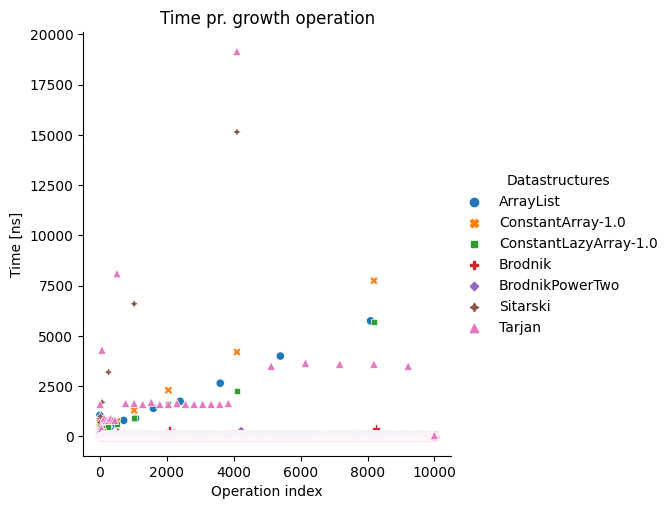 Time pr. growth operation
Time [ns]
20000
17500
15000
12500
10000
7500
5000
2500
0
0 2000 4000 6000 8000 10000
Operation index
Datastructures
ArrayList
ConstantArray-1.0
ConstantLazyArray-1.0
Brodnik
BrodnikPowerTwo
Sitarski
Tarjan